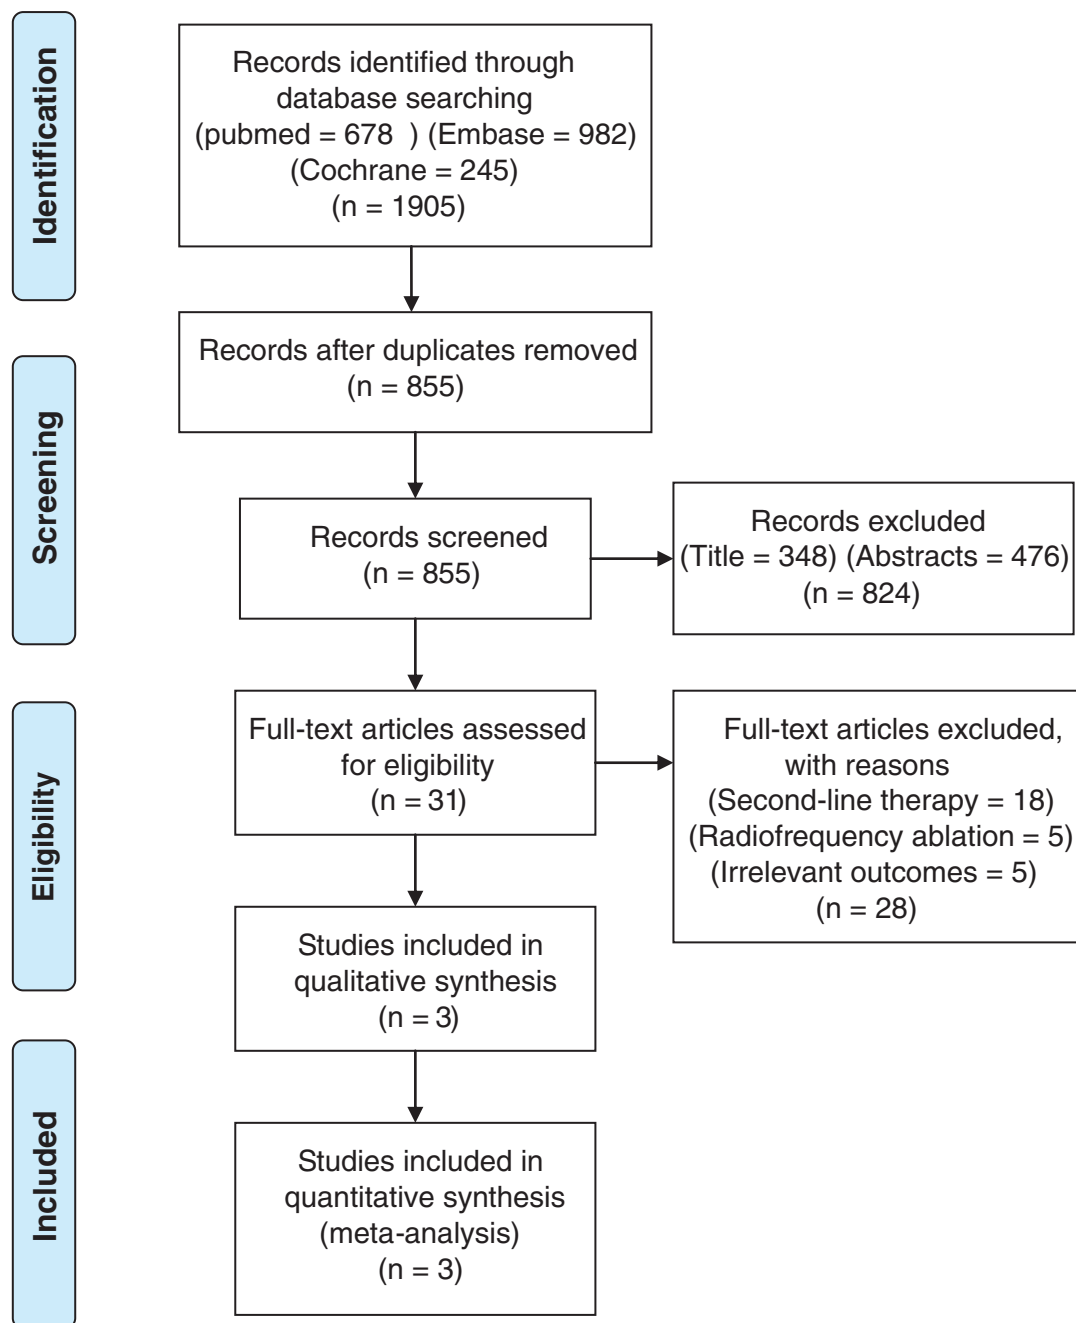 Identification
Records identified through
database searching
(pubmed = 678 ) (Embase = 982)
(Cochrane = 245)
(n = 1905)
Screening
Records after duplicates removed
(n = 855)
Records screened
(n = 855)
Records excluded
(Title = 348) (Abstracts = 476)
(n = 824)
Eligibility
Full-text articles assessed
for eligibility
(n = 31)
Full-text articles excluded,
with reasons
(Second-line therapy = 18)
(Radiofrequency ablation = 5)
(Irrelevant outcomes = 5)
(n = 28)
Studies included in
qualitative synthesis
(n = 3)
Included
Studies included in
quantitative synthesis
(meta-analysis)
(n = 3)